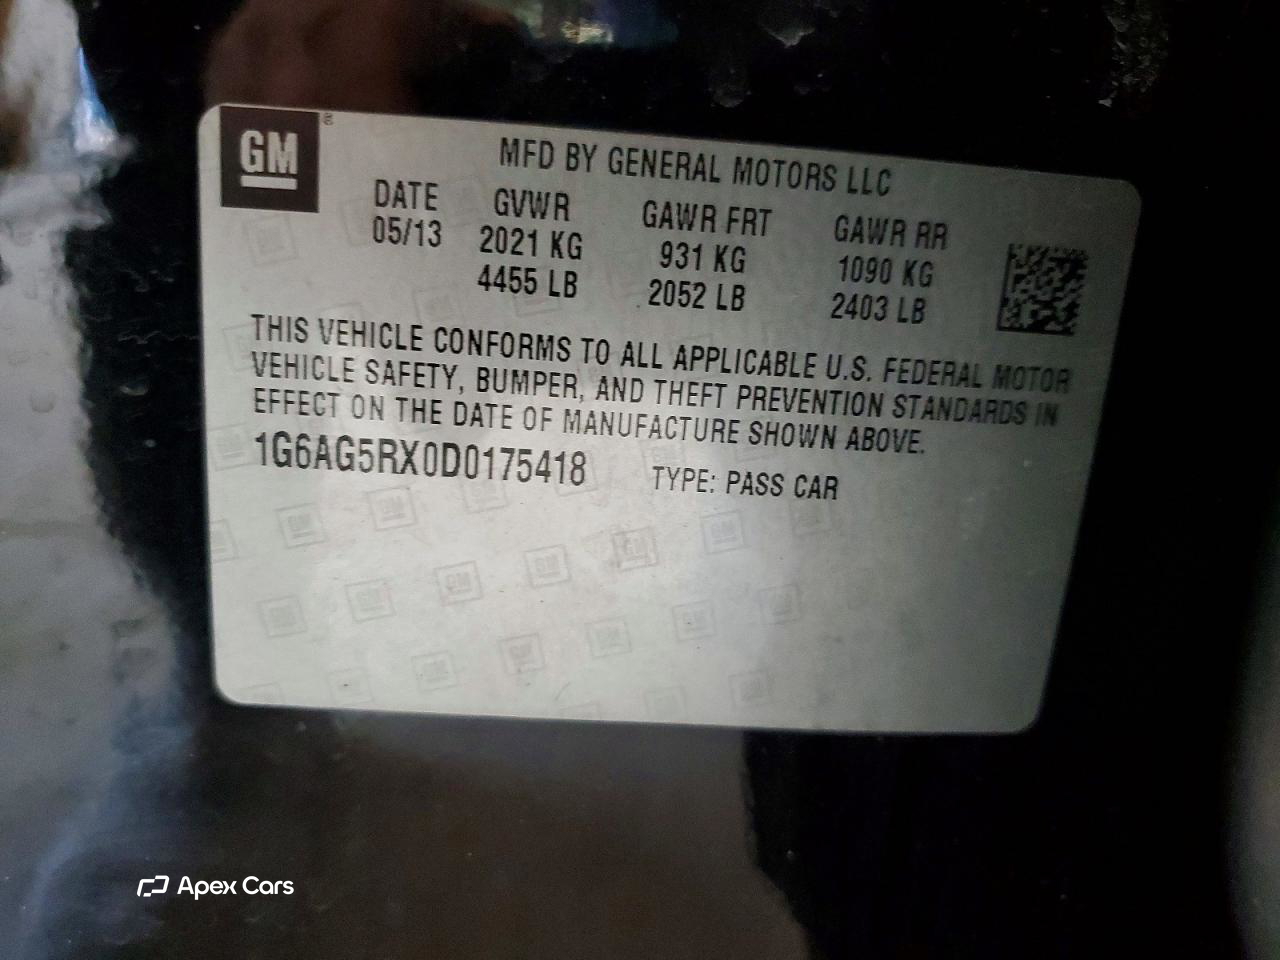 GM ®
MFD BY GENERAL MOTORS LLC
DATE GVWR GAWR FRT GAWR RR
05/13 2021 KG 931 KG 1090 KG
4455 LB 2052 LB 2403 LB
THIS VEHICLE CONFORMS TO ALL APPLICABLE U.S. FEDERAL MOTOR
VEHICLE SAFETY, BUMPER, AND THEFT PREVENTION STANDARDS IN
EFFECT ON THE DATE OF MANUFACTURE SHOWN ABOVE.
1G6AG5RX0D0175418 TYPE: PASS CAR
Apex Cars